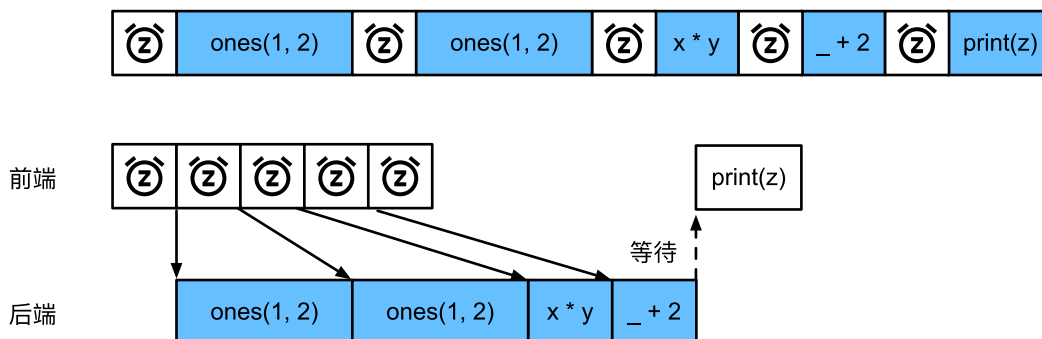 z ones(1, 2) z ones(1, 2) z x * y z _ + 2 z print(z)
前端 z z z z z print(z)
等待
后端 ones(1, 2) ones(1, 2) x * y _ + 2